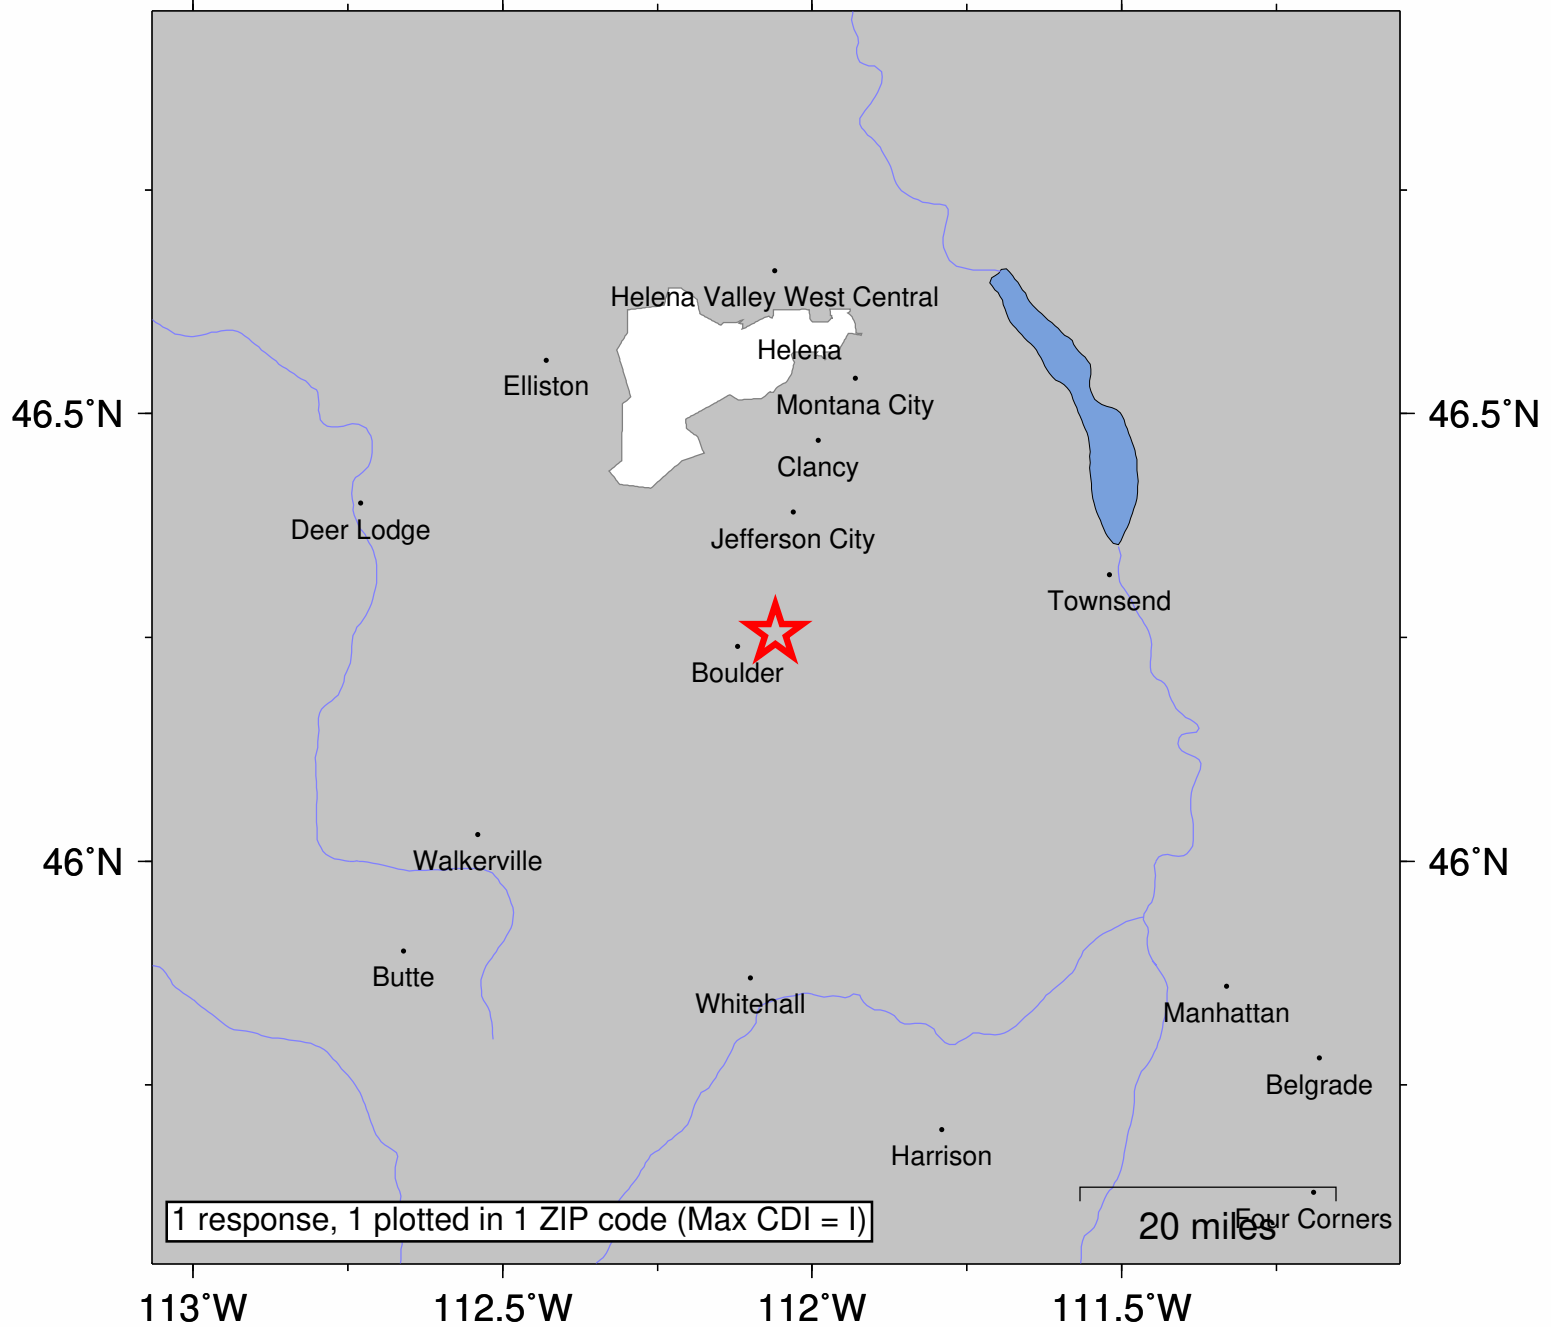 Helena Valley West Central
Helena
Elliston
Montana City
46.5°N
46.5°N
Clancy
Deer Lodge
Jefferson City
Townsend
Boulder
46°N
Walkerville
46°N
Butte
Whitehall
Manhattan
Belgrade
Harrison
1 response, 1 plotted in 1 ZIP code (Max CDI = I)
20 miles
Four Corners
113°W
112.5°W
112°W
111.5°W